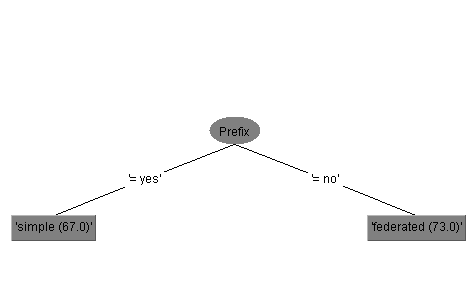 Prefix
'= yes'
'= no'
'simple (67.0)'
'federated (73.0)'